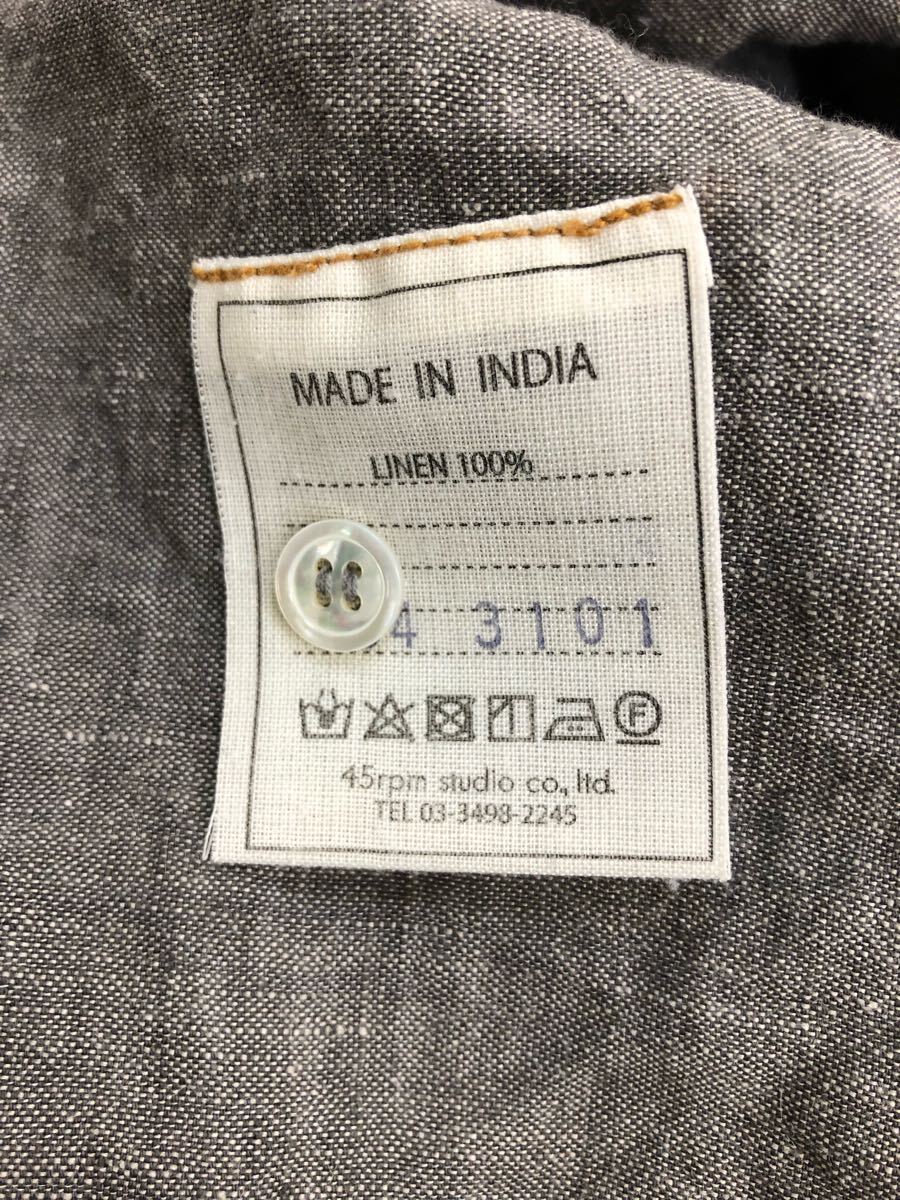 MADE IN INDIA
LINEN 100%
4 3101
F
45rpm studio co., ltd.
TEL 03-3498-2245